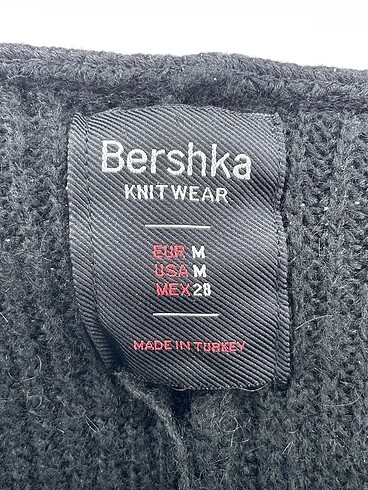 Bershka
KNITWEAR
EUR M
USA M
MEX 28
MADE IN TURKEY